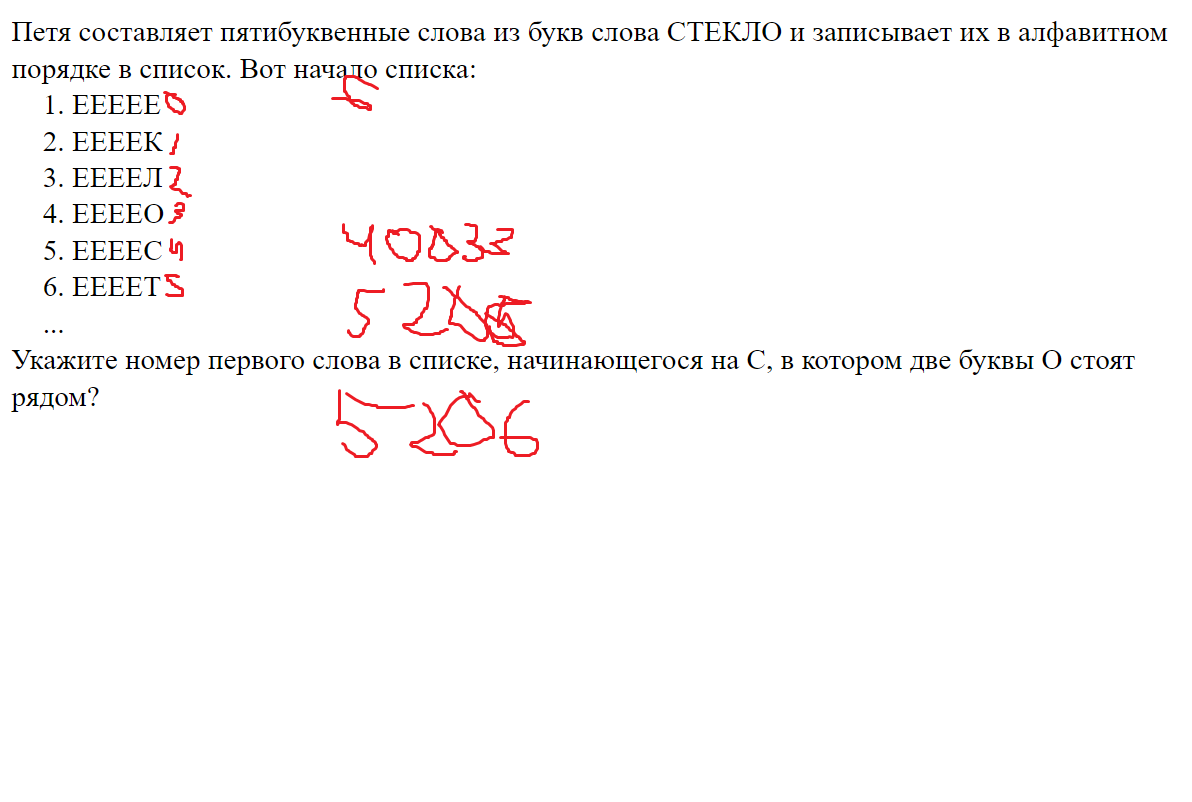 Петя составляет пятибуквенные слова из букв слова СТЕКЛО и записывает их в алфавитном
порядке в список. Вот начало списка:
1. ЕЕЕЕЕ 0
2. ЕЕЕЕК 1
3. ЕЕЕЕЛ 2
4. ЕЕЕЕО 3
5. ЕЕЕЕС 4
6. ЕЕЕЕТ 5
...
40033
Укажите номер первого слова в списке, начинающегося на С, в котором две буквы О стоят
рядом?
5206